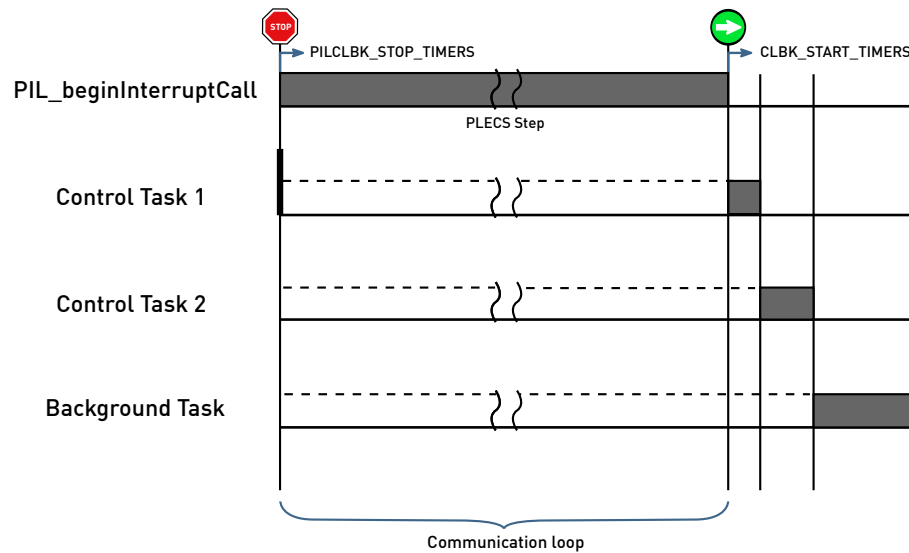 STOP
PILCLBK_STOP_TIMERS
CLBK_START_TIMERS
PIL_beginInterruptCall
PLECS Step
Control Task 1
Control Task 2
Background Task
Communication loop